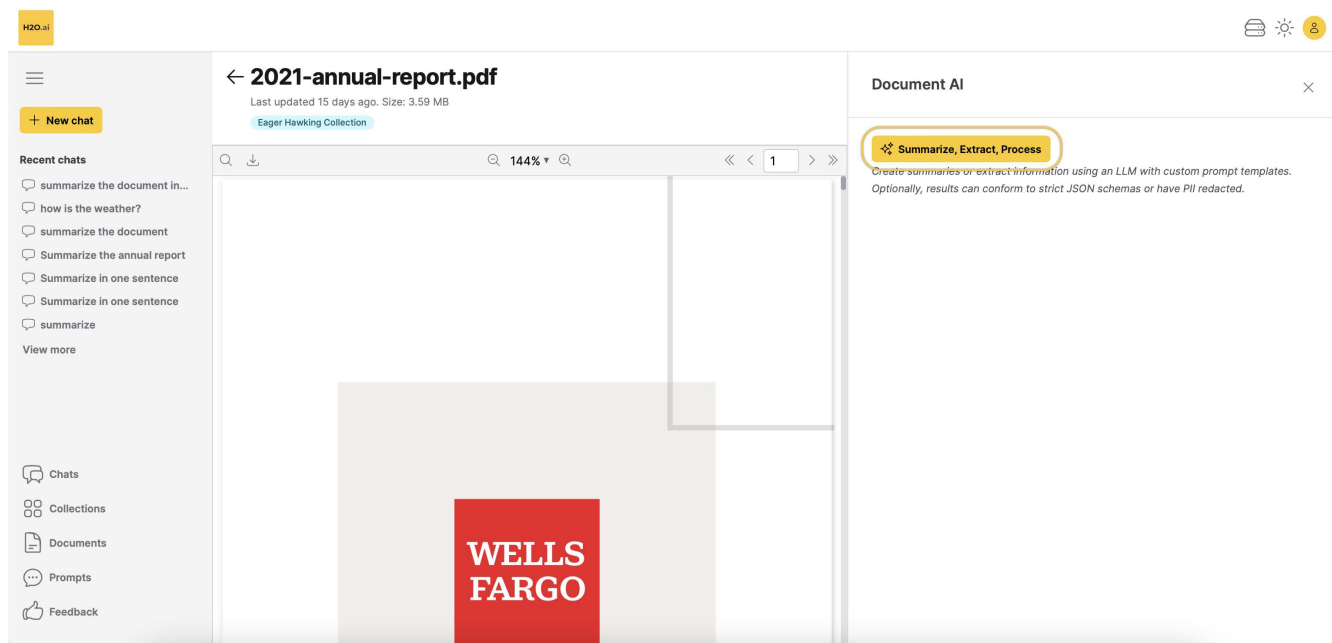 H2O.ai
+ New chat
Recent chats
summarize the document in...
how is the weather?
summarize the document
Summarize the annual report
Summarize in one sentence
Summarize in one sentence
summarize
View more
Chats
Collections
Documents
Prompts
Feedback
2021-annual-report.pdf
Last updated 15 days ago. Size: 3.59 MB
Eager Hawking Collection
144%
1
WELLS
FARGO
Document AI
Summarize, Extract, Process
Create summaries or extract information using an LLM with custom prompt templates.
Optionally, results can conform to strict JSON schemas or have PII redacted.